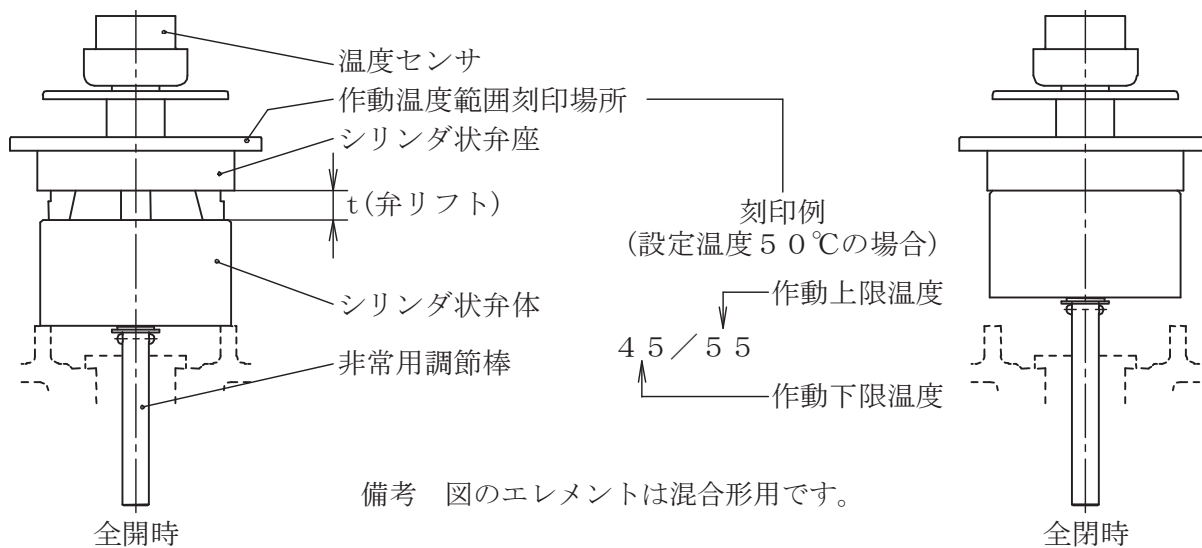 温度センサ
作動温度範囲刻印場所
シリンダ状弁座
t(弁リフト)
刻印例
(設定温度５０℃の場合)
シリンダ状弁体
作動上限温度
４５／５５
非常用調節棒
作動下限温度
備考　図のエレメントは混合形用です。
全開時
全閉時